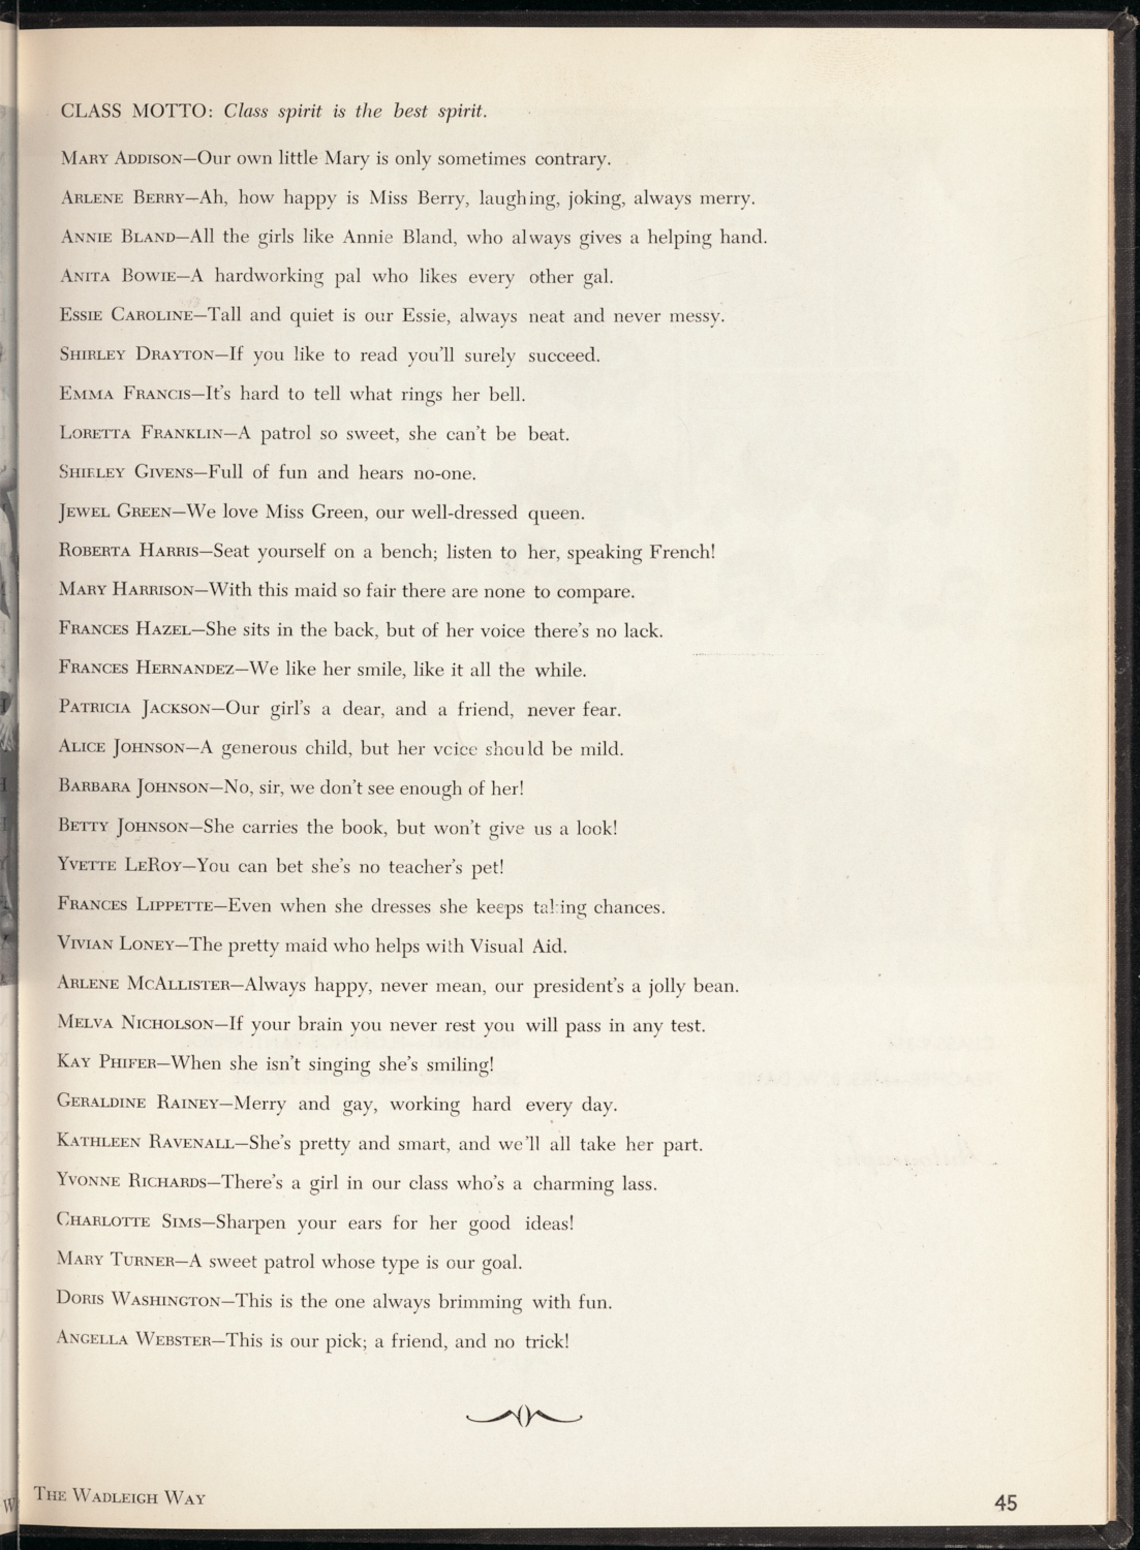 CLASS MOTTO: Class spirit is the best spirit.
MARY ADDISON—Our own little Mary is only sometimes contrary.
ARLENE BERRY—Ah, how happy is Miss Berry, laughing, joking, always merry.
ANNIE BLAND—All the girls like Annie Bland, who always gives a helping hand.
ANITA BOWIE—A hardworking pal who likes every other gal.
ESSIE CAROLINE—Tall and quiet is our Essie, always neat and never messy.
SHIRLEY DRAYTON—If you like to read you'll surely succeed.
EMMA FRANCIS—It's hard to tell what rings her bell.
LORETTA FRANKLIN—A patrol so sweet, she can't be beat.
SHIRLEY GIVENS—Full of fun and hears no-one.
JEWEL GREEN—We love Miss Green, our well-dressed queen.
ROBERTA HARRIS—Seat yourself on a bench; listen to her, speaking French!
MARY HARRISON—With this maid so fair there are none to compare.
FRANCES HAZEL—She sits in the back, but of her voice there's no lack.
FRANCES HERNANDEZ—We like her smile, like it all the while.
PATRICIA JACKSON—Our girl's a dear, and a friend, never fear.
ALICE JOHNSON—A generous child, but her voice should be mild.
BARBARA JOHNSON—No, sir, we don't see enough of her!
BETTY JOHNSON—She carries the book, but won't give us a look!
YVETTE LEROY—You can bet she's no teacher's pet!
FRANCES LIPPETTE—Even when she dresses she keeps taking chances.
VIVIAN LONEY—The pretty maid who helps with Visual Aid.
ARLENE MCALLISTER—Always happy, never mean, our president's a jolly bean.
MELVA NICHOLSON—If your brain you never rest you will pass in any test.
KAY PHIFER—When she isn't singing she's smiling!
GERALDINE RAINEY—Merry and gay, working hard every day.
KATHLEEN RAVENALL—She's pretty and smart, and we'll all take her part.
YVONNE RICHARDS—There's a girl in our class who's a charming lass.
CHARLOTTE SIMS—Sharpen your ears for her good ideas!
MARY TURNER—A sweet patrol whose type is our goal.
DORIS WASHINGTON—This is the one always brimming with fun.
ANGELLA WEBSTER—This is our pick; a friend, and no trick!
THE WADLEIGH WAY
45